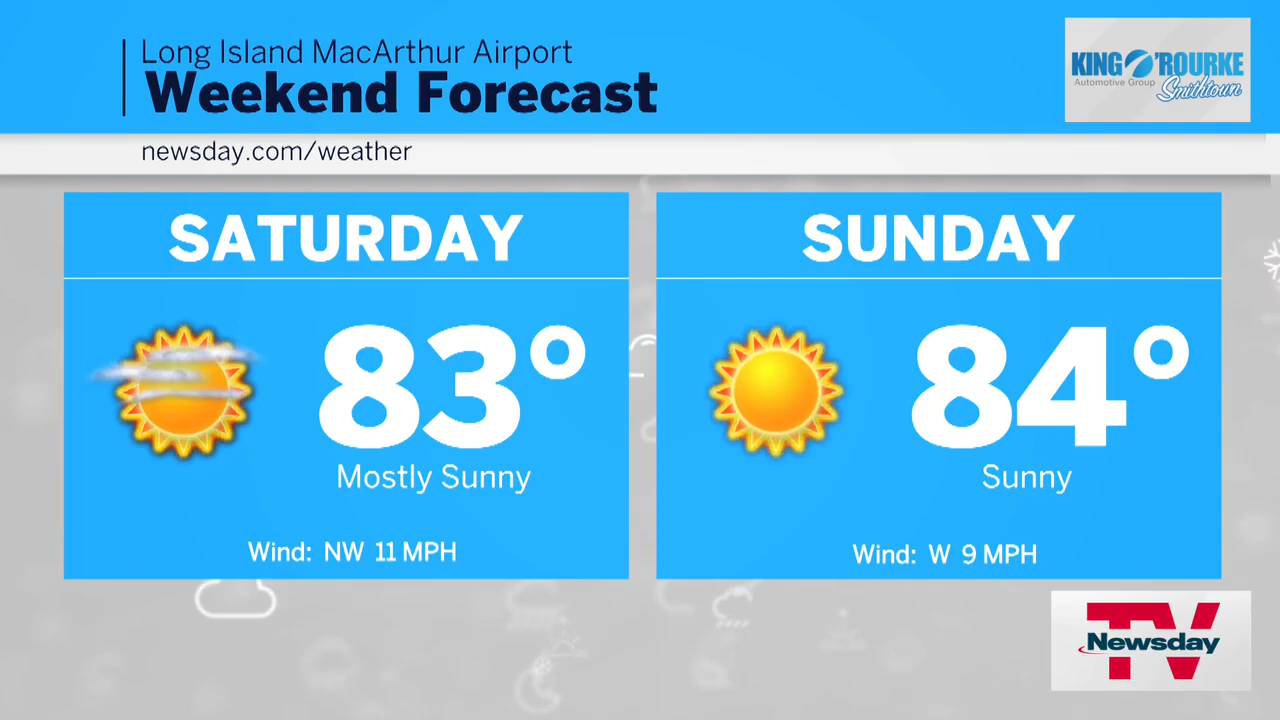 Long Island MacArthur Airport
Weekend Forecast
KING O'ROURKE
Automotive Group
Smithtown
newsday.com/weather
SATURDAY
83°
Mostly Sunny
Wind: NW 11 MPH
SUNDAY
84°
Sunny
Wind: W 9 MPH
TV
Newsday